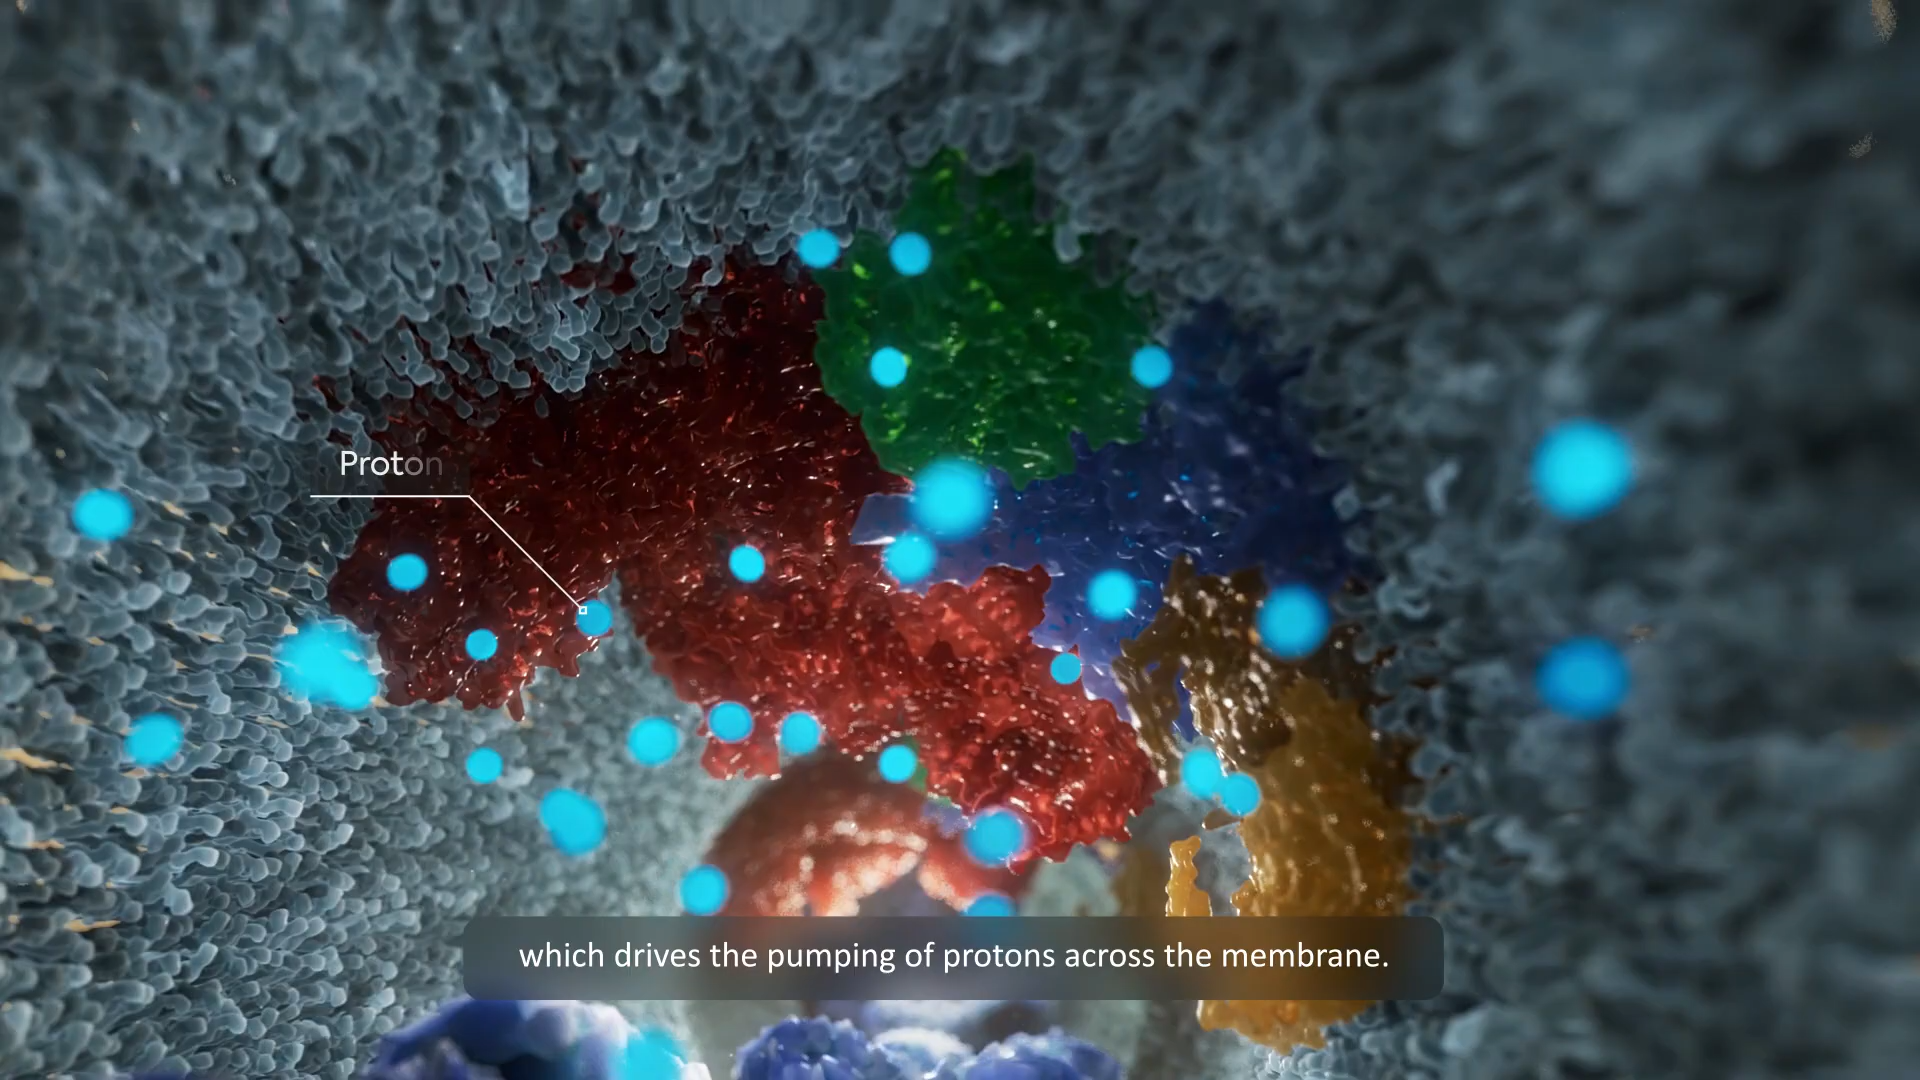 Proton
which drives the pumping of protons across the membrane.